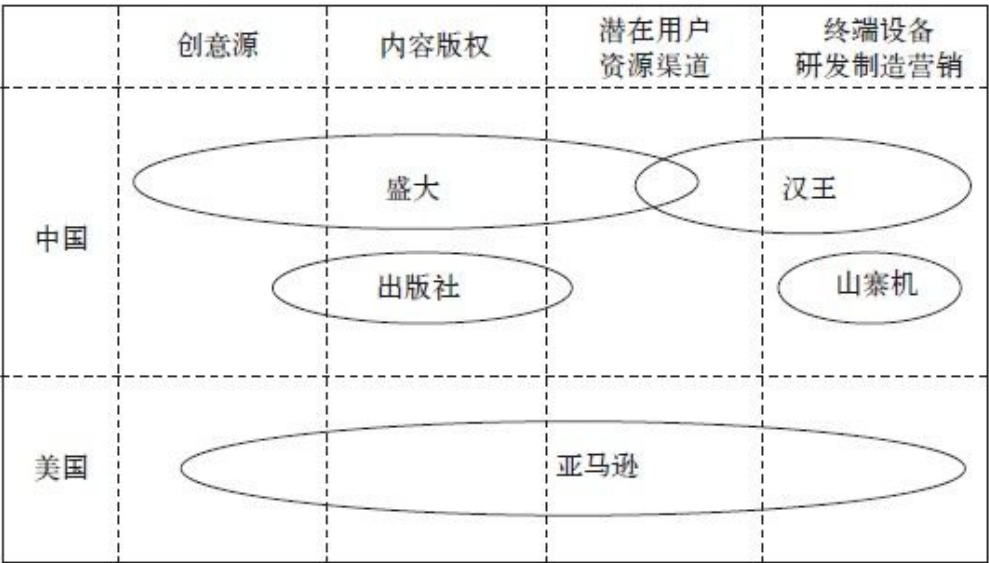 创意源
内容版权
潜在用户
资源渠道
终端设备
研发制造营销
中国
盛大
汉王
出版社
山寨机
美国
亚马逊